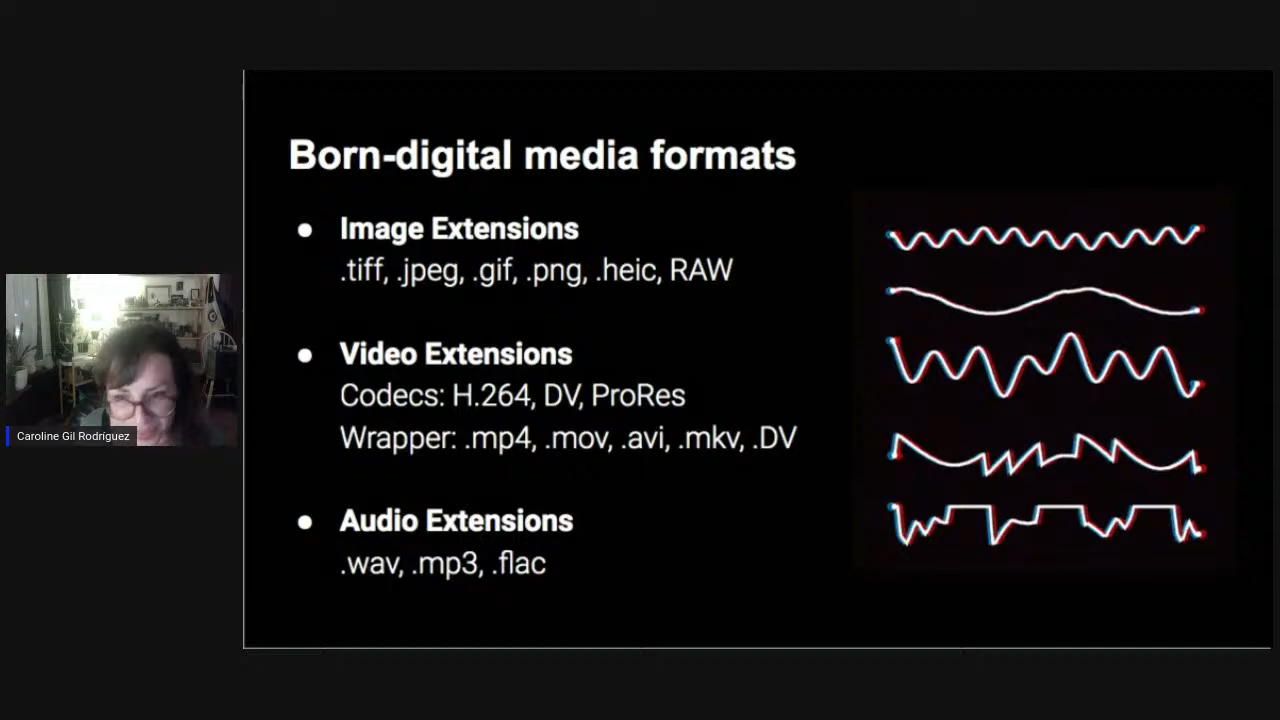 Born-digital media formats
● Image Extensions
.tiff, .jpeg, .gif, .png, .heic, RAW
● Video Extensions
Codecs: H.264, DV, ProRes
Wrapper: .mp4, .mov, .avi, .mkv, .DV
● Audio Extensions
.wav, .mp3, .flac
Caroline Gil Rodríguez